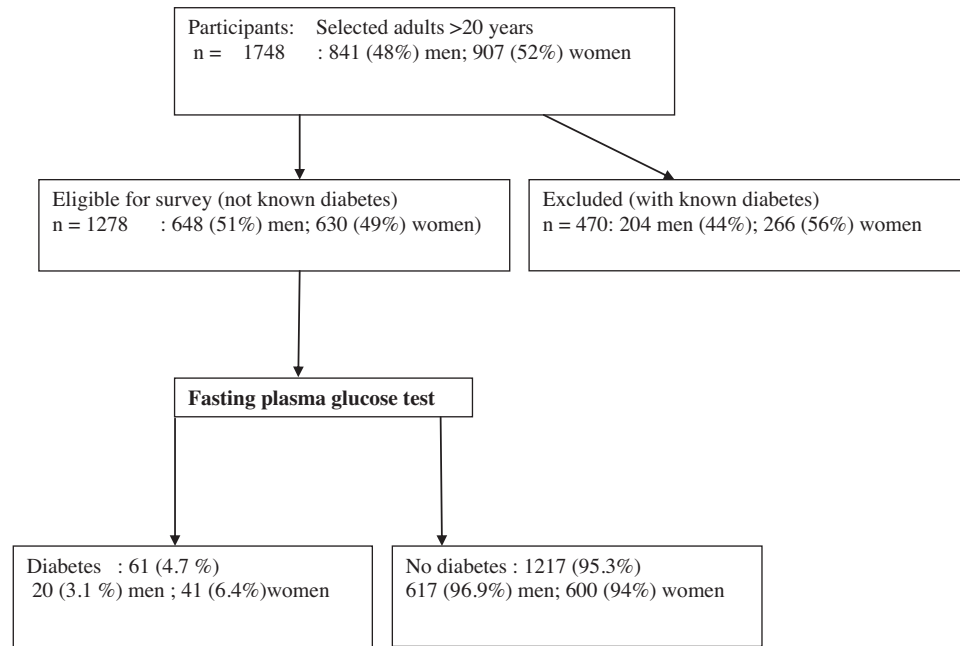 Participants: Selected adults >20 years
n = 1748 : 841 (48%) men; 907 (52%) women
Eligible for survey (not known diabetes)
n = 1278 : 648 (51%) men; 630 (49%) women)
Excluded (with known diabetes)
n = 470: 204 men (44%); 266 (56%) women
Fasting plasma glucose test
Diabetes : 61 (4.7 %)
20 (3.1 %) men ; 41 (6.4%)women
No diabetes : 1217 (95.3%)
617 (96.9%) men; 600 (94%) women